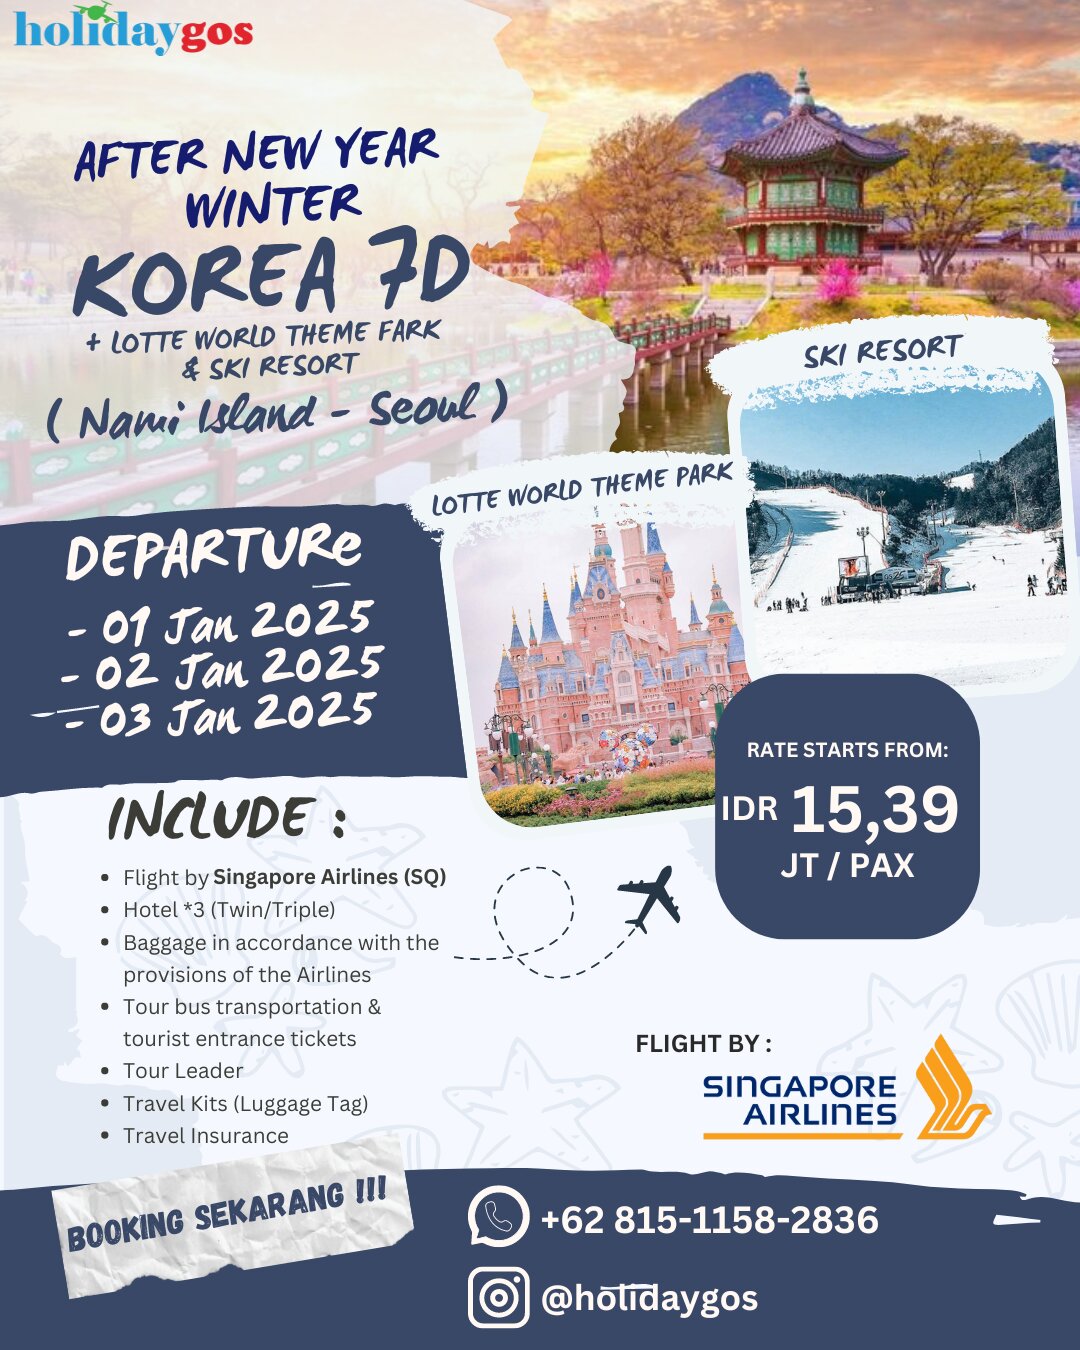 holidaygos
AFTER NEW YEAR
WINTER
KOREA 7D
+ LOTTE WORLD THEME FARK
& SKI RESORT
( Nami Island - Seoul )
SKI RESORT
LOTTE WORLD THEME PARK
DEPARTURe
- 01 Jan 2025
- 02 Jan 2025
- 03 Jan 2025
RATE STARTS FROM:
IDR 15,39
JT / PAX
INCLUDE :
• Flight by Singapore Airlines (SQ)
• Hotel *3 (Twin/Triple)
• Baggage in accordance with the
provisions of the Airlines
• Tour bus transportation &
tourist entrance tickets
• Tour Leader
• Travel Kits (Luggage Tag)
• Travel Insurance
FLIGHT BY :
SINGAPORE
AIRLINES
BOOKING SEKARANG !!!
+62 815-1158-2836
@holidaygos